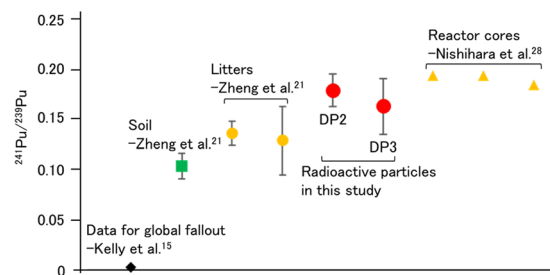 0.25
0.20
0.15
0.10
0.05
0
²⁴¹Pu/²³⁹Pu
Data for global fallout
–Kelly et al.¹⁵
Soil
–Zheng et al.²¹
Litters
–Zheng et al.²¹
DP2
DP3
Radioactive particles
in this study
Reactor cores
–Nishihara et al.²⁸